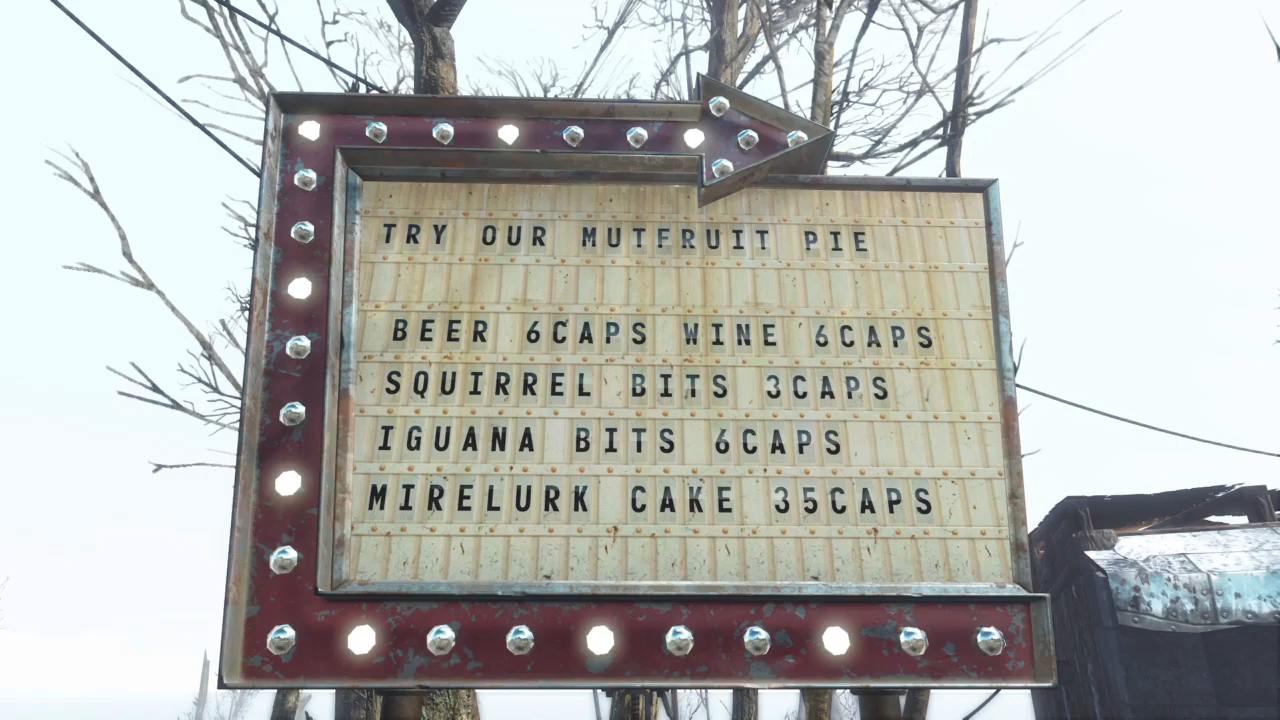 TRY OUR MUTFRUIT PIE
BEER 6CAPS WINE 6CAPS
SQUIRREL BITS 3CAPS
IGUANA BITS 6CAPS
MIRELURK CAKE 35CAPS